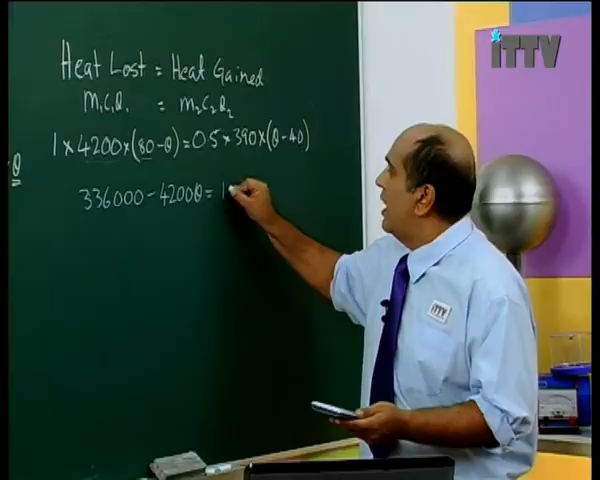 iTTV
Heat Lost = Heat Gained
m₁c₁θ₁ = m₂c₂θ₂
1 × 4200 × (80 - θ) = 0.5 × 390 × (θ - 40)
θ
336000 - 4200θ = 1
iTTV